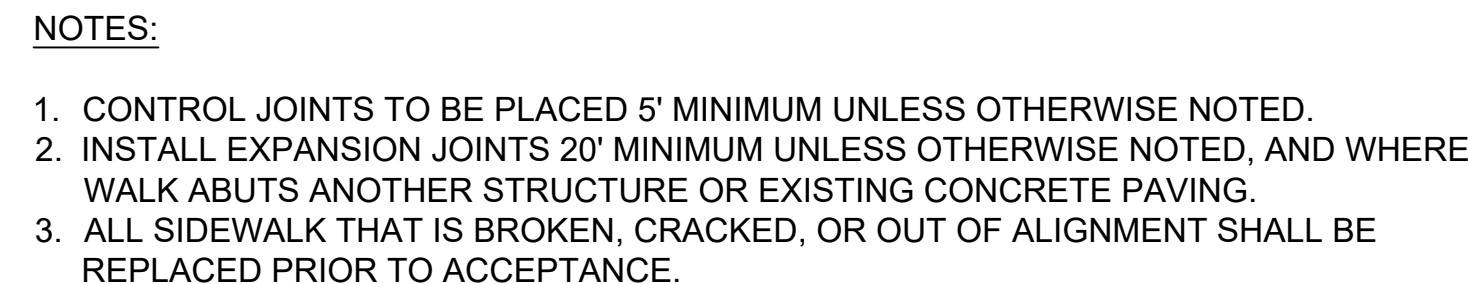 NOTES:
1. CONTROL JOINTS TO BE PLACED 5' MINIMUM UNLESS OTHERWISE NOTED.
2. INSTALL EXPANSION JOINTS 20' MINIMUM UNLESS OTHERWISE NOTED, AND WHERE
WALK ABUTS ANOTHER STRUCTURE OR EXISTING CONCRETE PAVING.
3. ALL SIDEWALK THAT IS BROKEN, CRACKED, OR OUT OF ALIGNMENT SHALL BE
REPLACED PRIOR TO ACCEPTANCE.